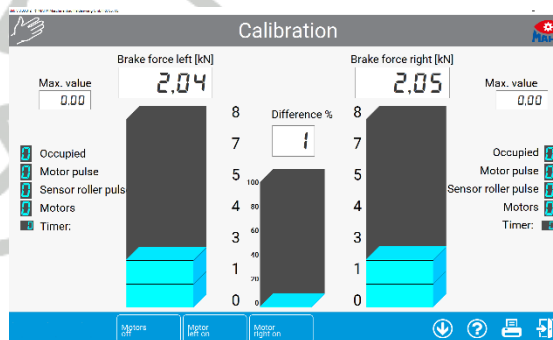 Calibration
MAHA
Brake force left [kN]
2,04
Brake force right [kN]
2,05
Max. value
0,00
Max. value
0,00
Difference %
1
8
7
5
4
3
1
0
100
80
60
40
20
0
8
7
5
4
3
1
0
Occupied
Motor pulse
Sensor roller puls
Motors
Timer:
Occupied
Motor pulse
Sensor roller pulse
Motors
Timer:
Motors
off
Motor
left on
Motor
right on
?